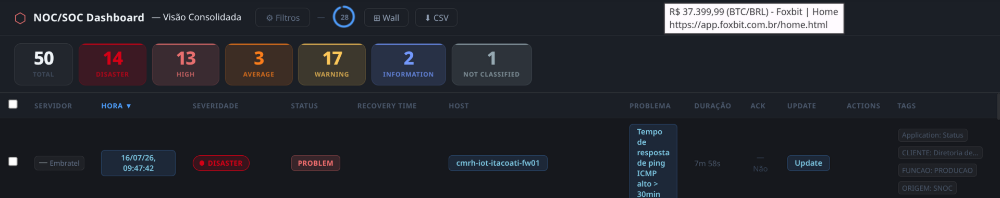 NOC/SOC Dashboard — Visão Consolidada ⚙ Filtros — 28 ⊞ Wall ⬇ CSV
R$ 37.399,99 (BTC/BRL) - Foxbit | Home
https://app.foxbit.com.br/home.html
50 14 13 3 17 2 1
TOTAL DISASTER HIGH AVERAGE WARNING INFORMATION NOT CLASSIFIED
SERVIDOR HORA ▼ SEVERIDADE STATUS RECOVERY TIME HOST PROBLEMA DURAÇÃO ACK UPDATE ACTIONS TAGS
— Embratel
16/07/26,
09:47:42
DISASTER
PROBLEM
cmrh-iot-itacoati-fw01
Tempo
de
resposta
de ping
ICMP
alto >
30min
7m 58s
—
Não
Update
Application: Status
CLIENTE: Diretoria de...
FUNCAO: PRODUCAO
ORIGEM: SNOC